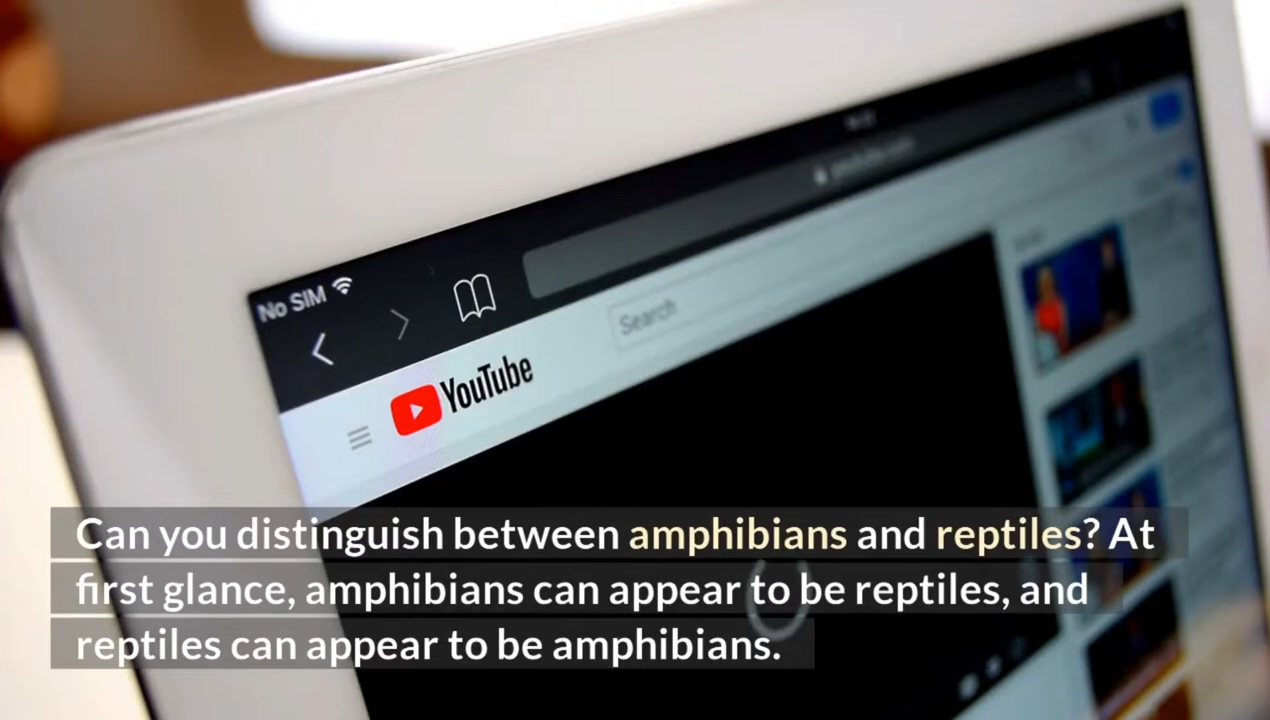 No SIM
Search
YouTube
Can you distinguish between amphibians and reptiles? At
first glance, amphibians can appear to be reptiles, and
reptiles can appear to be amphibians.